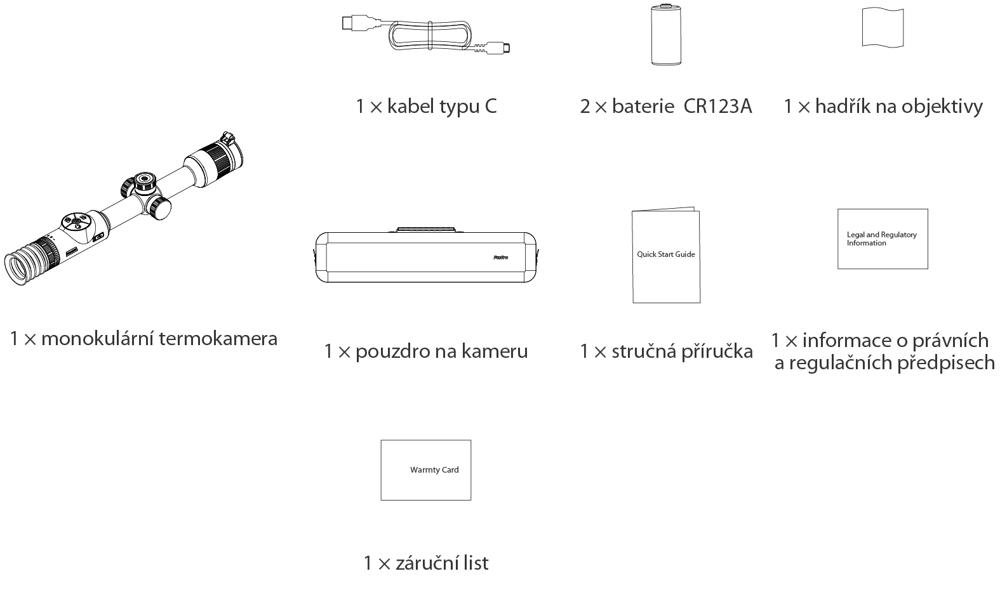 1 × kabel typu C
2 × baterie CR123A
1 × hadřík na objektivy
1 × monokulární termokamera
1 × pouzdro na kameru
Quick Start Guide
1 × stručná příručka
Legal and Regulatory
Information
1 × informace o právních
a regulačních předpisech
Warrnty Card
1 × záruční list